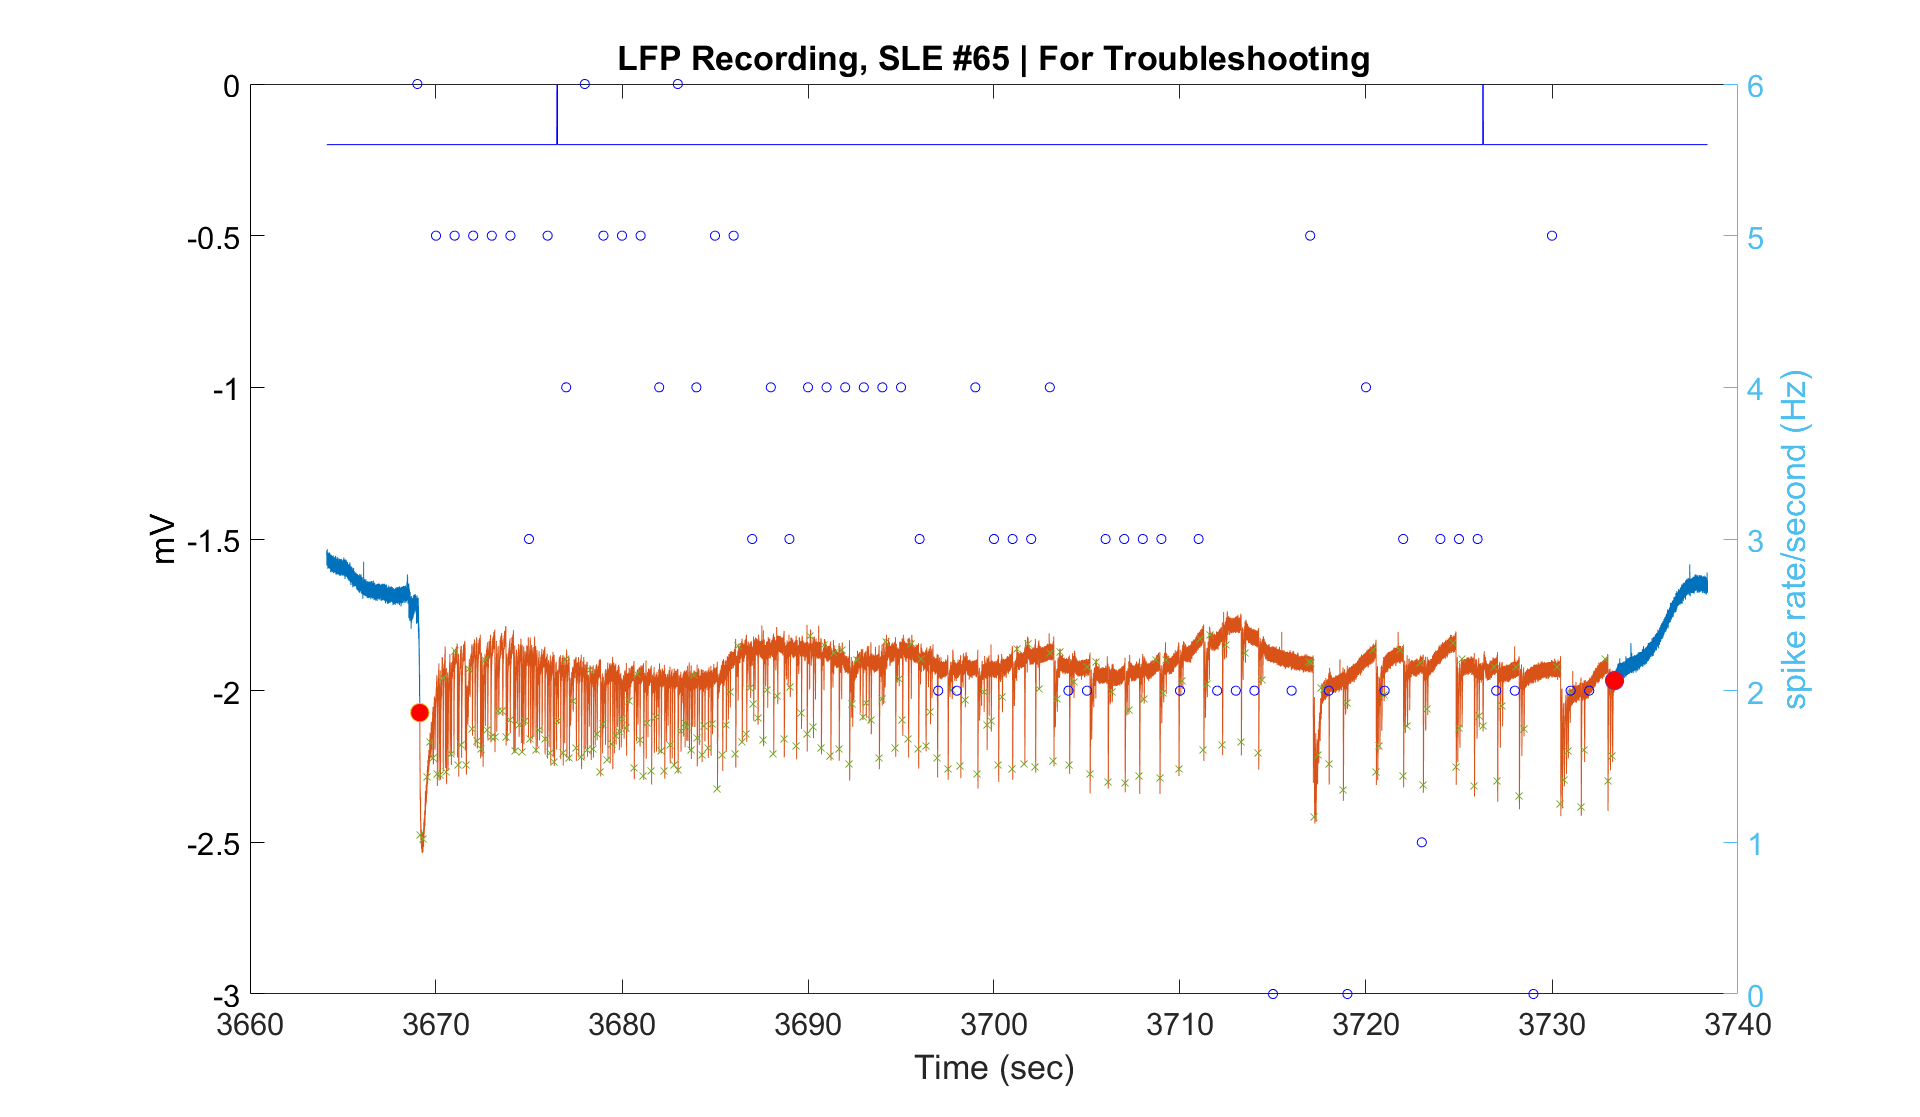 LFP Recording, SLE #65 | For Troubleshooting
0
-0.5
-1
-1.5
-2
-2.5
-3
mV
6
5
4
3
2
1
0
spike rate/second (Hz)
3660 3670 3680 3690 3700 3710 3720 3730 3740
Time (sec)